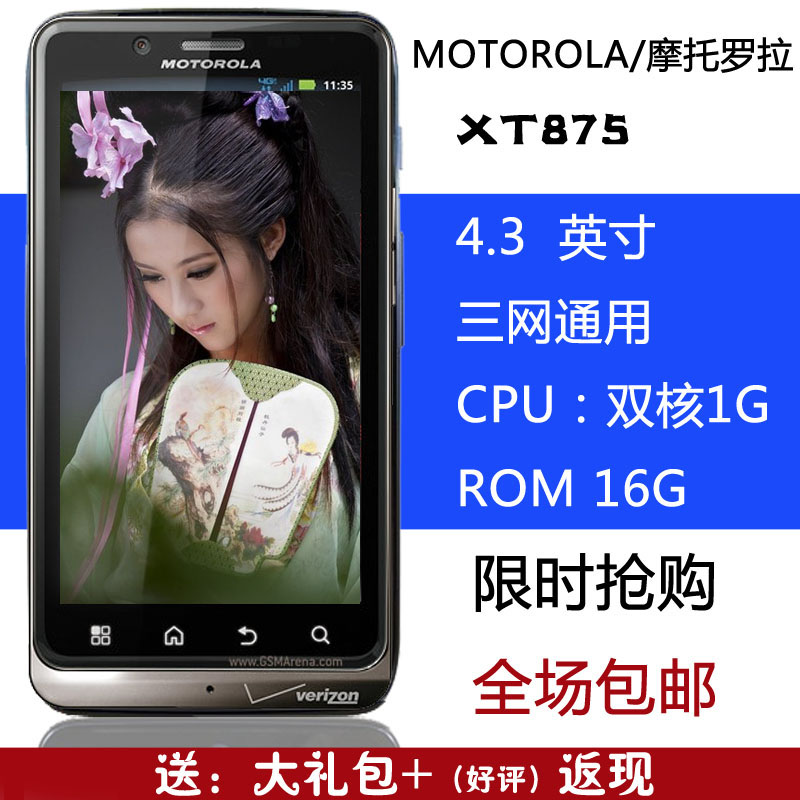 MOTOROLA/摩托罗拉
XT875
MOTOROLA
4G
11:35
4.3 英寸
三网通用
CPU：双核1G
ROM 16G
限时抢购
www.GSMArena.com
verizon
全场包邮
送：大礼包+（好评）返现